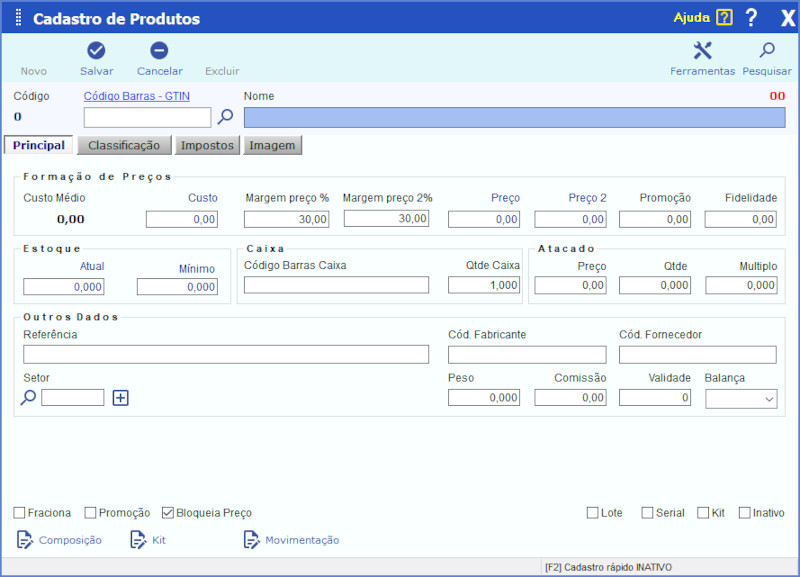 Cadastro de Produtos
Ajuda ? ? X
Novo Salvar Cancelar Excluir Ferramentas Pesquisar
Código Código Barras - GTIN Nome 00
0
Principal Classificação Impostos Imagem
Formação de Preços
Custo Médio Custo Margem preço % Margem preço 2% Preço Preço 2 Promoção Fidelidade
0,00 0,00 30,00 30,00 0,00 0,00 0,00 0,00
Estoque Caixa Atacado
Atual Mínimo Código Barras Caixa Qtde Caixa Preço Qtde Multiplo
0,000 0,000 1,000 0,00 0,000 0,000
Outros Dados
Referência Cód. Fabricante Cód. Fornecedor
Setor Peso Comissão Validade Balança
0,000 0,00 0
Fraciona Promoção Bloqueia Preço Lote Serial Kit Inativo
Composição Kit Movimentação
[F2] Cadastro rápido INATIVO